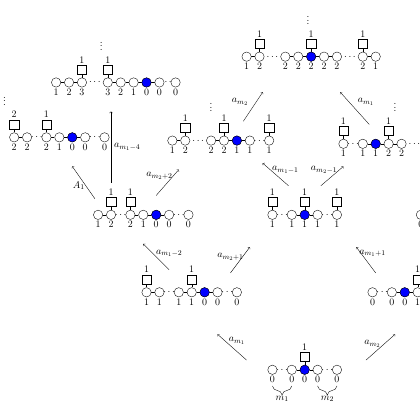 ⋮
1 1 1
1 2 2 2 2 2 2 2 1
⋮
1 1
1 2 3 3 2 1 0 0 0
a_{m_2} a_{m_1}
⋮ ⋮ ⋮
2 1 1 1 1 1 1
2 2 2 1 0 0 0
1 2 2 2 1 1 1
1 1 1 2 2
a_{m_1-4}
A_1 a_{m_2+2} a_{m_1-1} a_{m_2-1}
1 1 1 1 1
1 2 2 1 0 0 0
1 1 1 1 1
0
a_{m_1-2} a_{m_2+1} a_{m_1+1}
1 1 1
1 1 1 1 0 0 0
0 0 0 1
a_{m_1} a_{m_2}
1
0 0 0 0 0
m_1 m_2